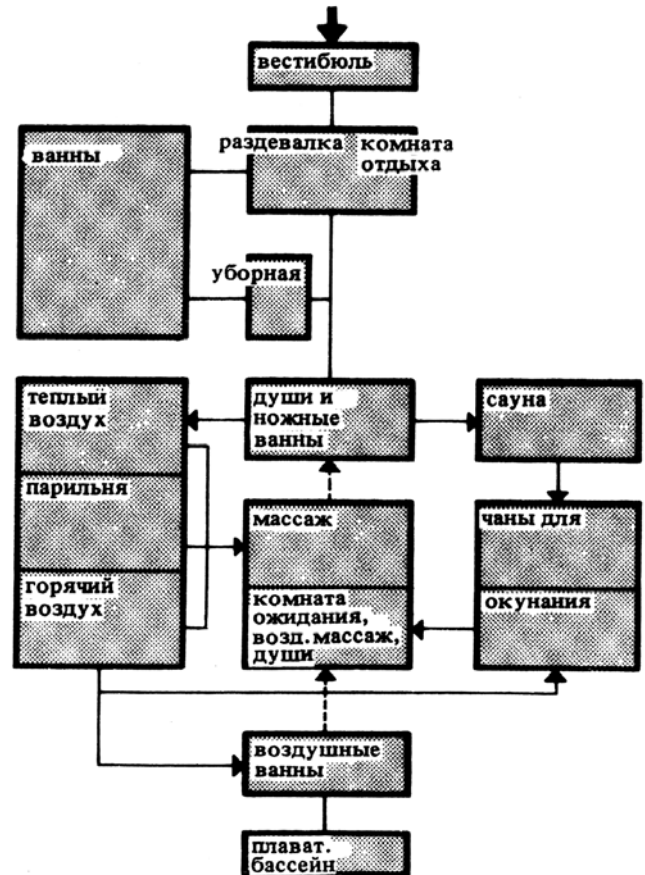 вестибюль
ванны
раздевалка
комната
отдыха
уборная
теплый
воздух
души и
ножные
ванны
сауна
парильня
массаж
чаны для
горячий
воздух
комната
ожидания,
возд. массаж,
души
окунания
воздушные
ванны
плават.
бассейн